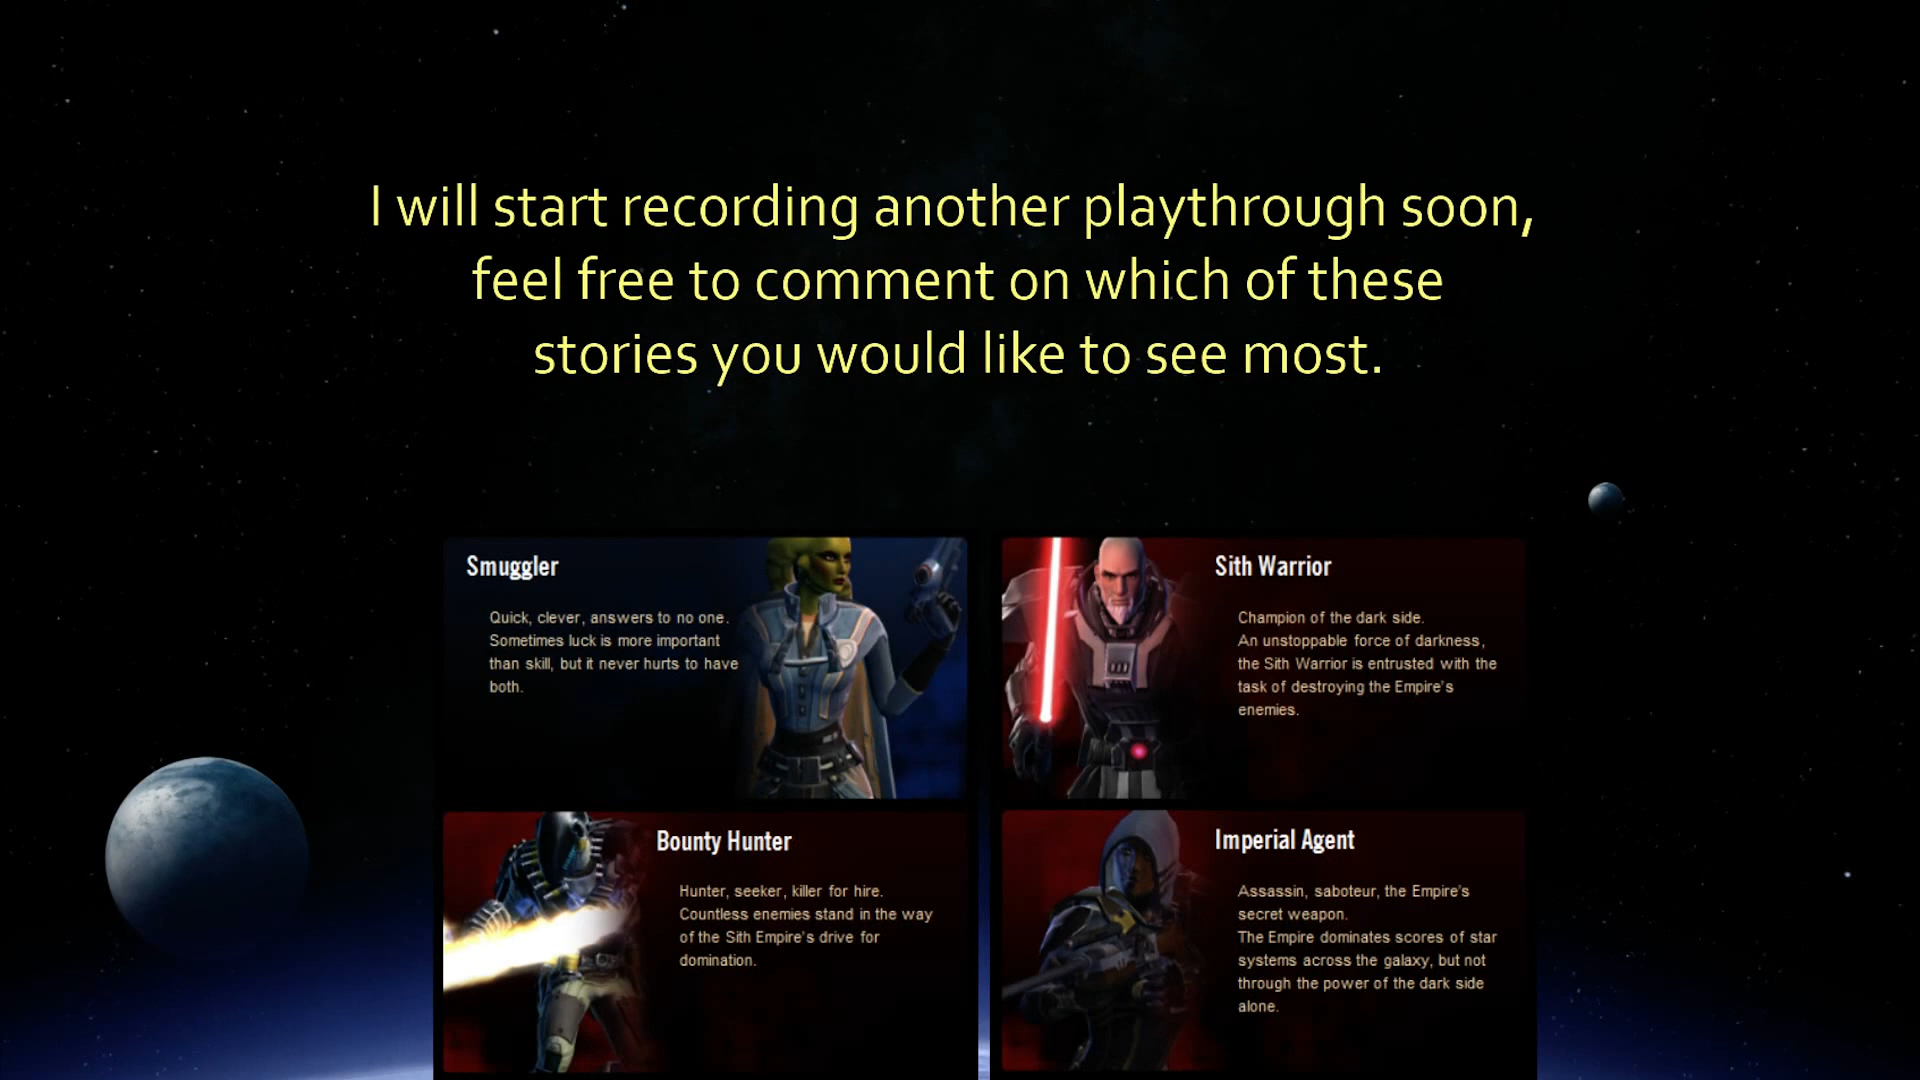 I will start recording another playthrough soon,
feel free to comment on which of these
stories you would like to see most.
Smuggler
Quick, clever, answers to no one.
Sometimes luck is more important
than skill, but it never hurts to have
both.
Sith Warrior
Champion of the dark side.
An unstoppable force of darkness,
the Sith Warrior is entrusted with the
task of destroying the Empire's
enemies.
Bounty Hunter
Hunter, seeker, killer for hire.
Countless enemies stand in the way
of the Sith Empire's drive for
domination.
Imperial Agent
Assassin, saboteur, the Empire's
secret weapon.
The Empire dominates scores of star
systems across the galaxy, but not
through the power of the dark side
alone.